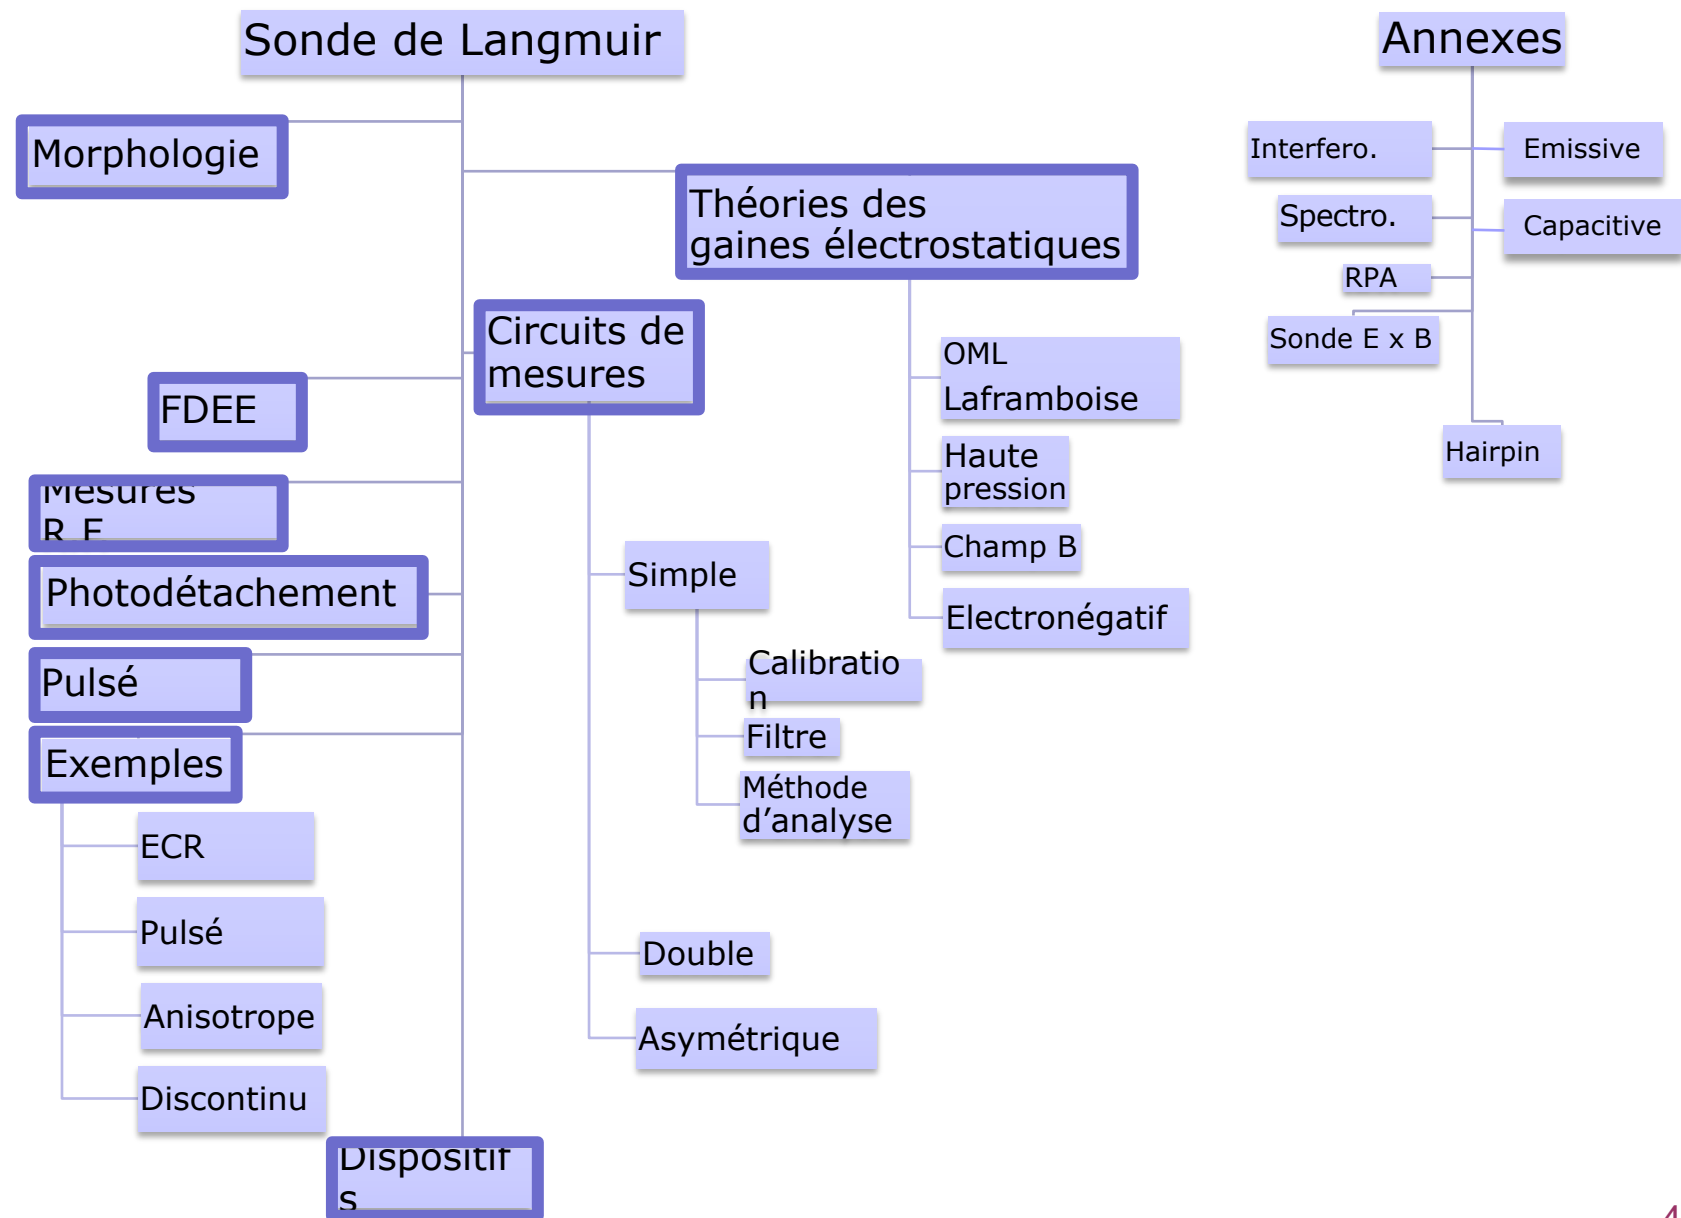 Sonde de Langmuir
Annexes
Morphologie
Théories des
gaines électrostatiques
Interfero.
Emissive
Spectro.
Capacitive
RPA
Sonde E x B
Hairpin
Circuits de
mesures
OML
Laframboise
Haute
pression
Champ B
Electronégatif
FDEE
Mesures
R.F
Photodétachement
Pulsé
Exemples
ECR
Pulsé
Anisotrope
Discontinu
Simple
Calibratio
n
Filtre
Méthode
d’analyse
Double
Asymétrique
Dispositif
s
4